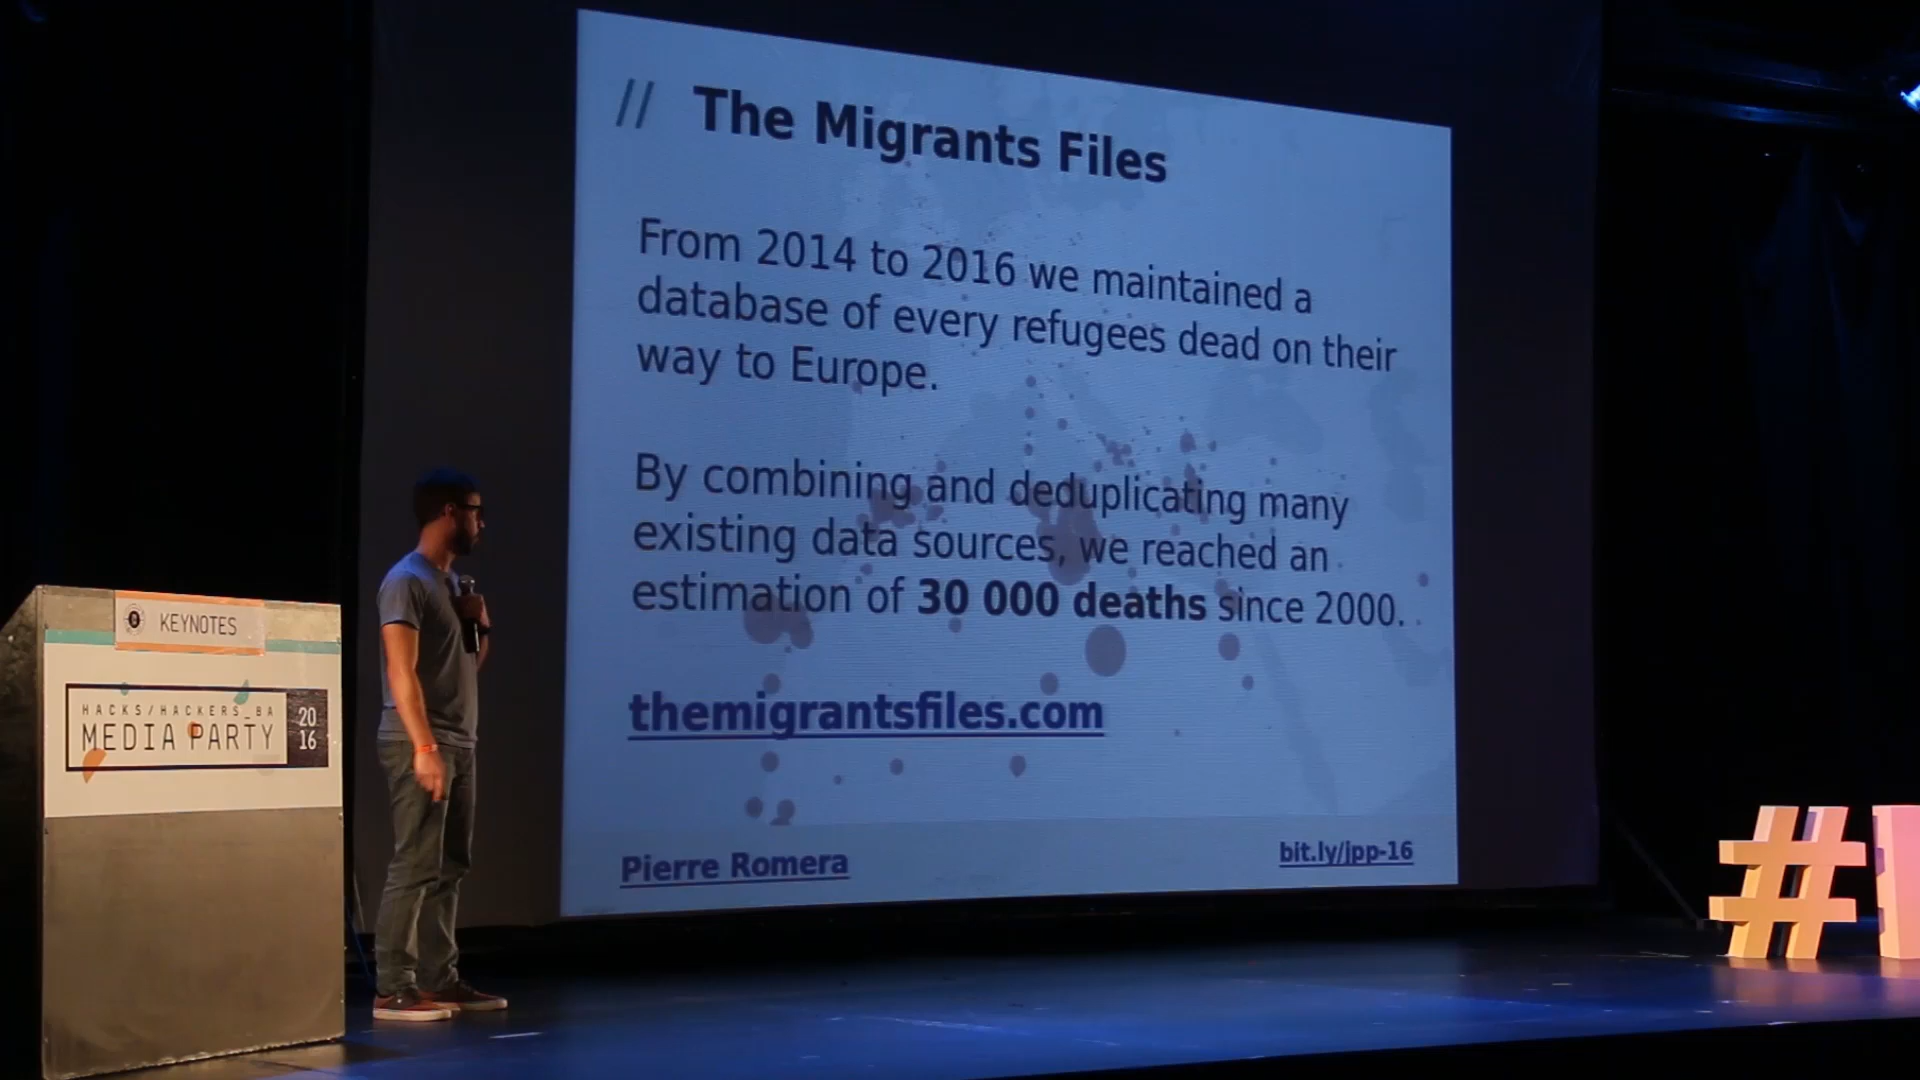 // The Migrants Files
From 2014 to 2016 we maintained a
database of every refugees dead on their
way to Europe.
By combining and deduplicating many
existing data sources, we reached an
estimation of 30 000 deaths since 2000.
themigrantsfiles.com
Pierre Romera
bit.ly/jpp-16
KEYNOTES
HACKS/HACKERS_BA
MEDIA PARTY
20
16
#